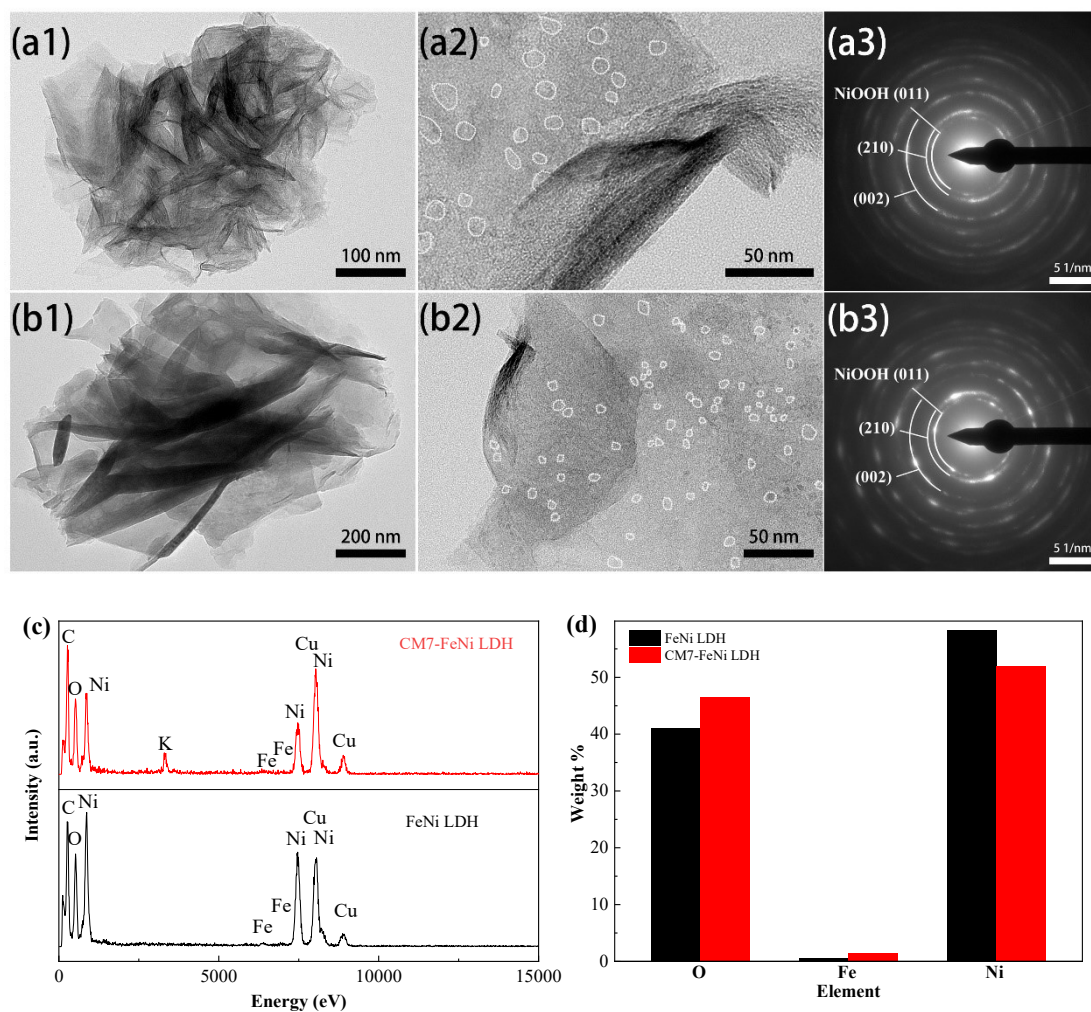 (a1)
100 nm
(a2)
50 nm
(a3)
NiOOH (011)
(210)
(002)
5 1/nm
(b1)
200 nm
(b2)
50 nm
(b3)
NiOOH (011)
(210)
(002)
5 1/nm
(c)
CM7-FeNi LDH
C
O
Ni
K
Fe
Fe
Ni
Cu
Ni
Cu
FeNi LDH
C
O
Ni
Fe
Fe
Ni
Cu
Ni
Cu
Intensity (a.u.)
0
5000
10000
15000
Energy (eV)
(d)
FeNi LDH
CM7-FeNi LDH
Weight %
50
40
30
20
10
0
O
Fe
Ni
Element